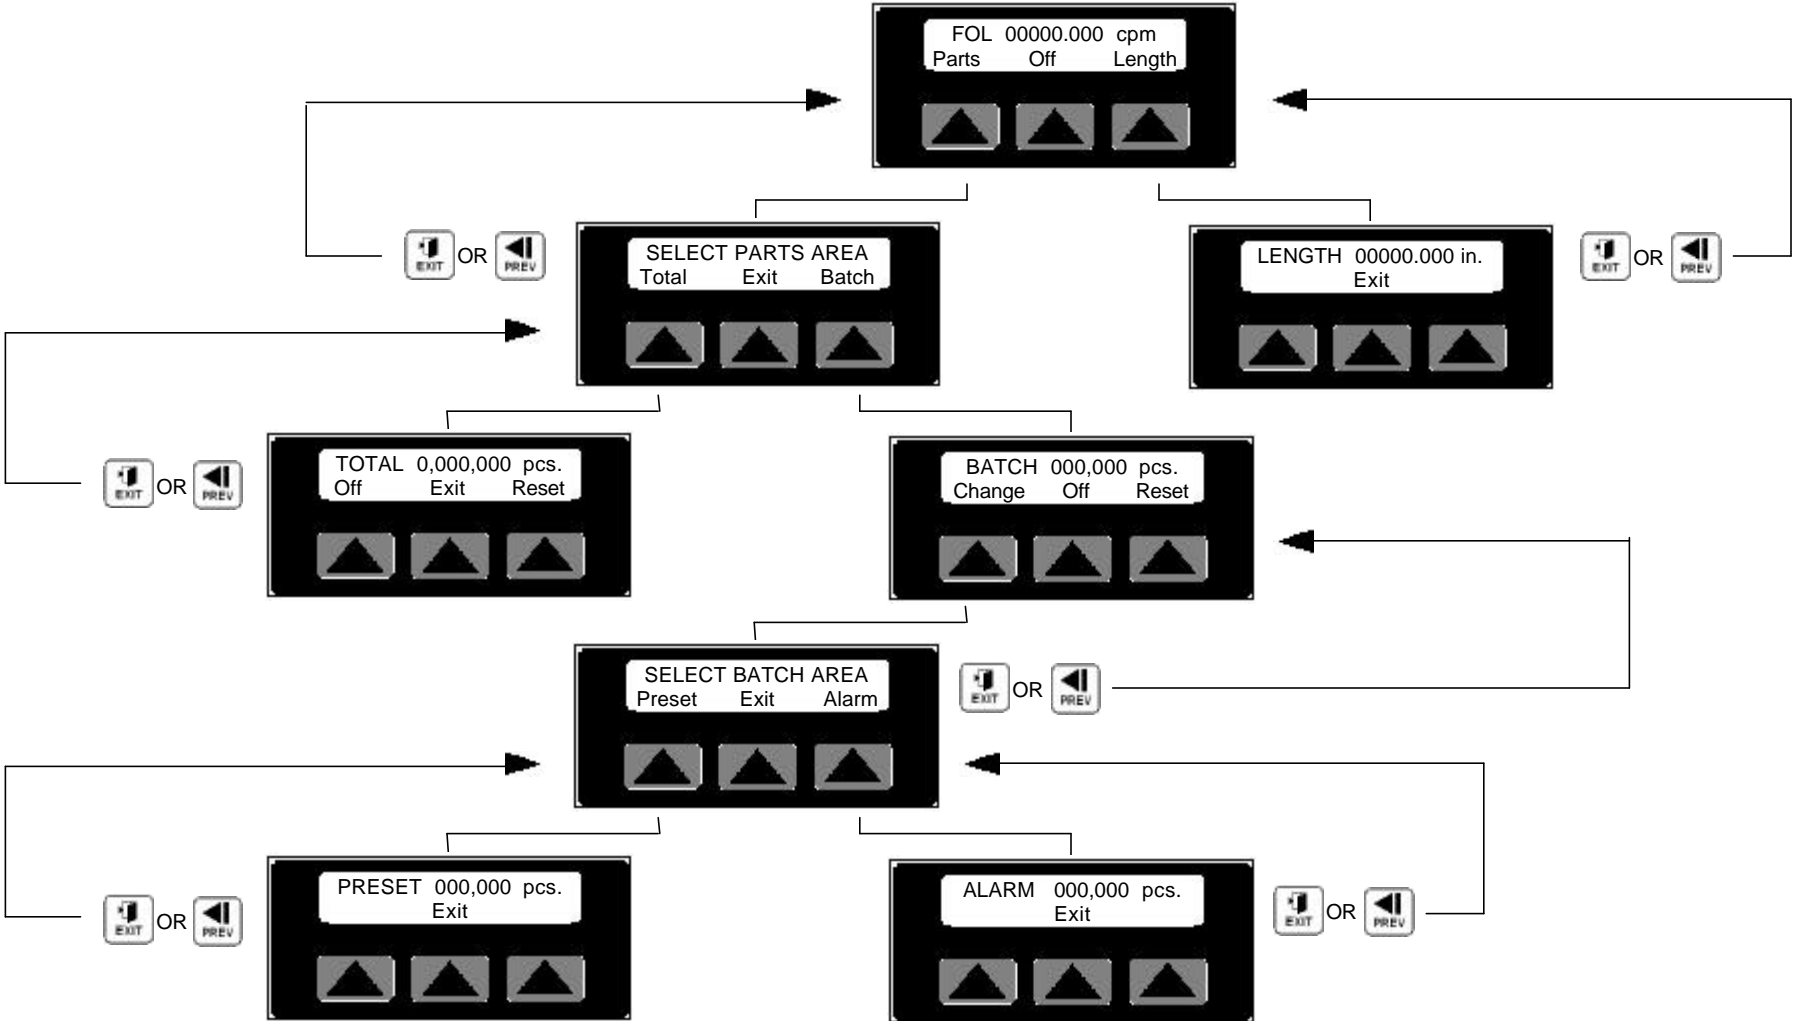 FOL 00000.000 cpm
Parts Off Length
EXIT OR PREV
SELECT PARTS AREA
Total Exit Batch
LENGTH 00000.000 in.
Exit
EXIT OR PREV
EXIT OR PREV
TOTAL 0,000,000 pcs.
Off Exit Reset
BATCH 000,000 pcs.
Change Off Reset
SELECT BATCH AREA
Preset Exit Alarm
EXIT OR PREV
EXIT OR PREV
PRESET 000,000 pcs.
Exit
ALARM 000,000 pcs.
Exit
EXIT OR PREV